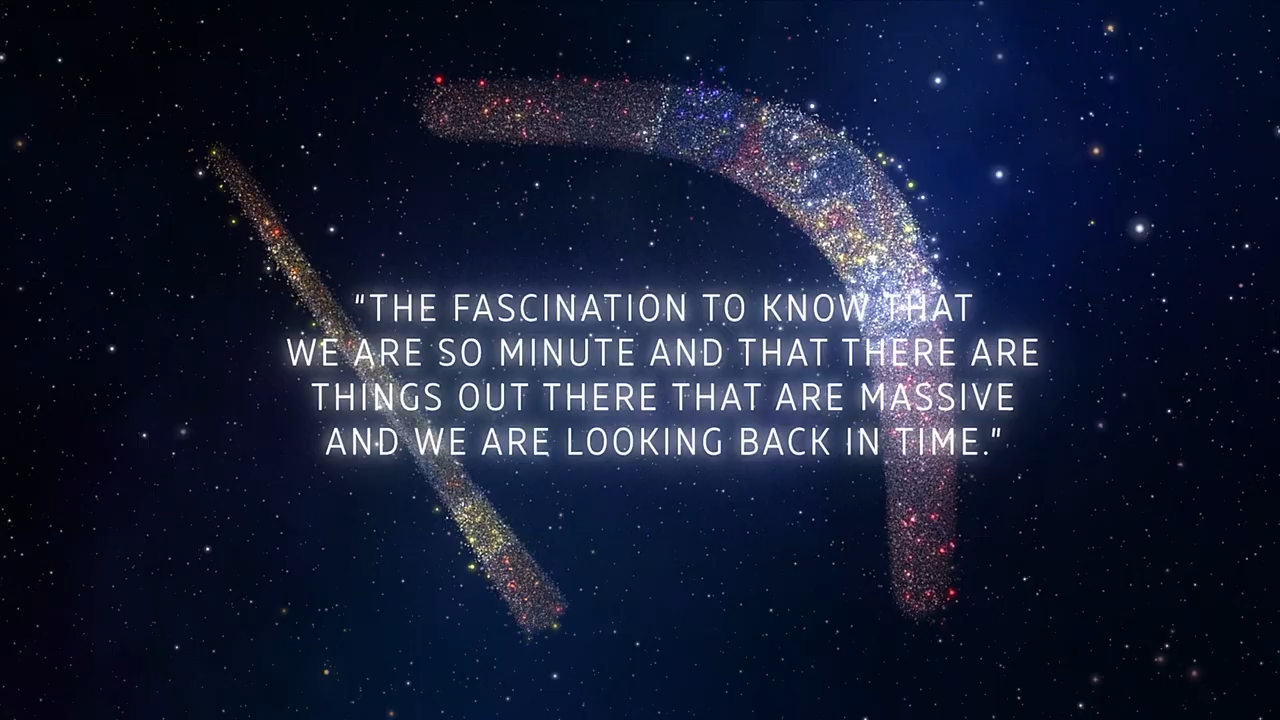 "THE FASCINATION TO KNOW THAT
WE ARE SO MINUTE AND THAT THERE ARE
THINGS OUT THERE THAT ARE MASSIVE
AND WE ARE LOOKING BACK IN TIME."